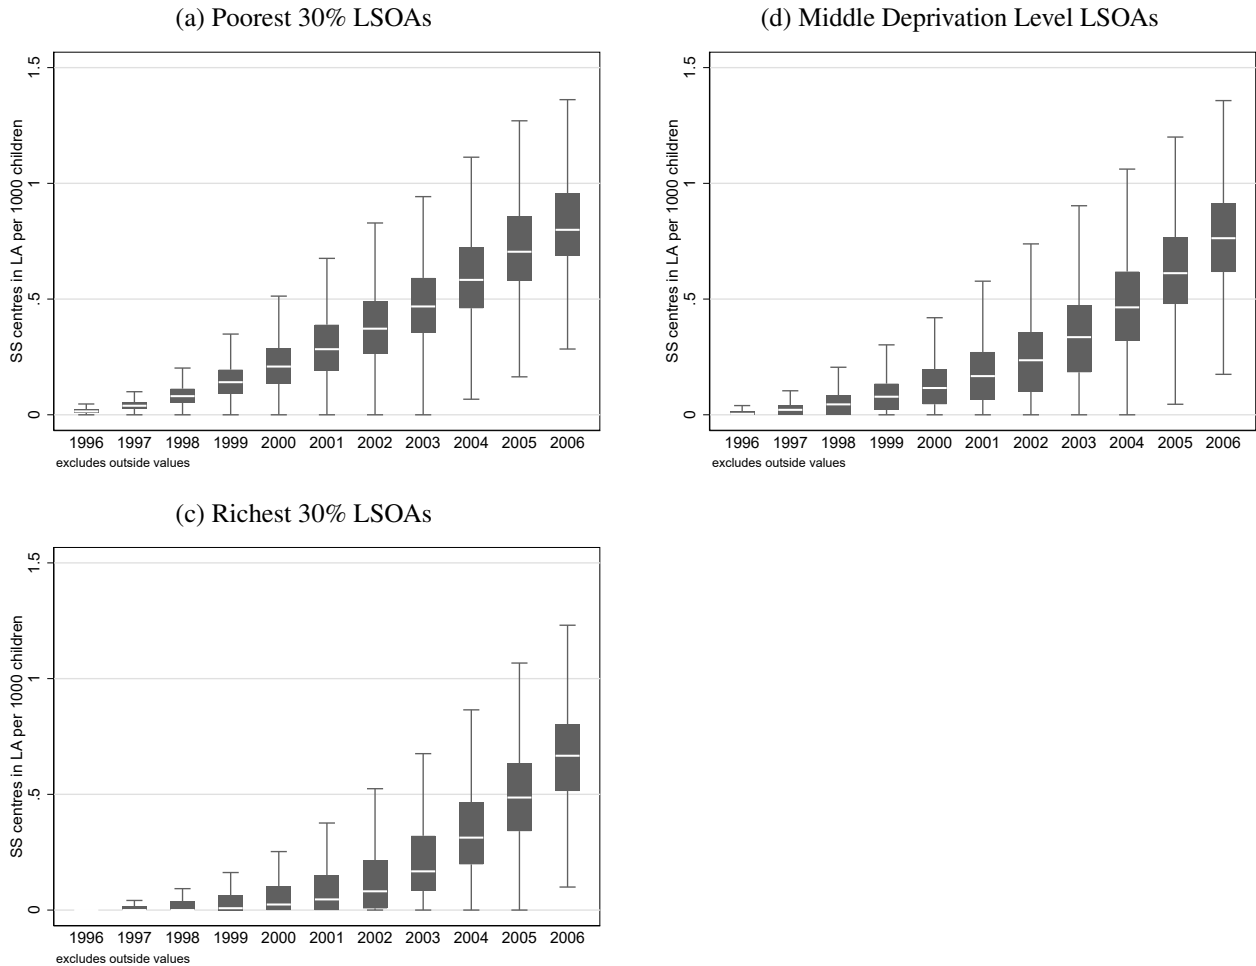 (a) Poorest 30% LSOAs
SS centres in LA per 1000 children
1.5
1
.5
0
1996 1997 1998 1999 2000 2001 2002 2003 2004 2005 2006
excludes outside values
(d) Middle Deprivation Level LSOAs
SS centres in LA per 1000 children
1.5
1
.5
0
1996 1997 1998 1999 2000 2001 2002 2003 2004 2005 2006
excludes outside values
(c) Richest 30% LSOAs
SS centres in LA per 1000 children
1.5
1
.5
0
1996 1997 1998 1999 2000 2001 2002 2003 2004 2005 2006
excludes outside values